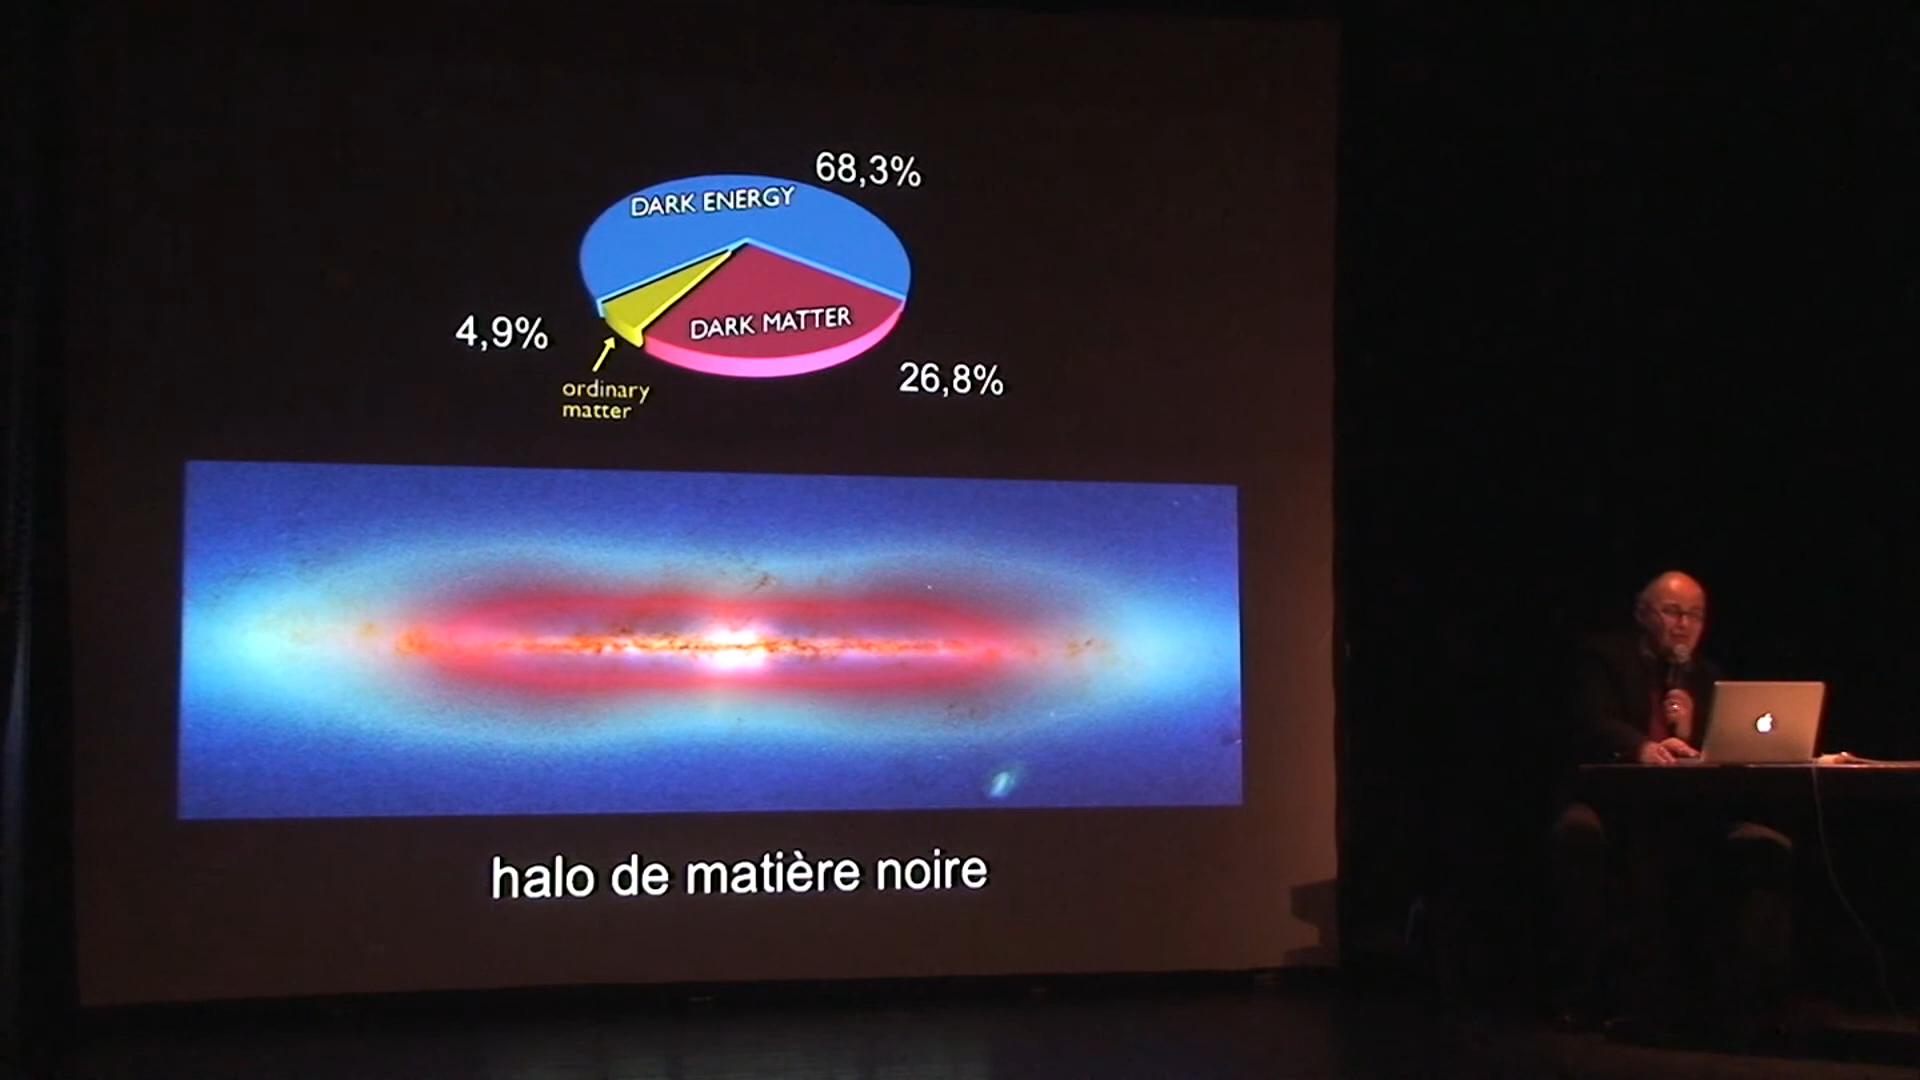 68,3%
DARK ENERGY
4,9%
DARK MATTER
26,8%
ordinary
matter
halo de matière noire